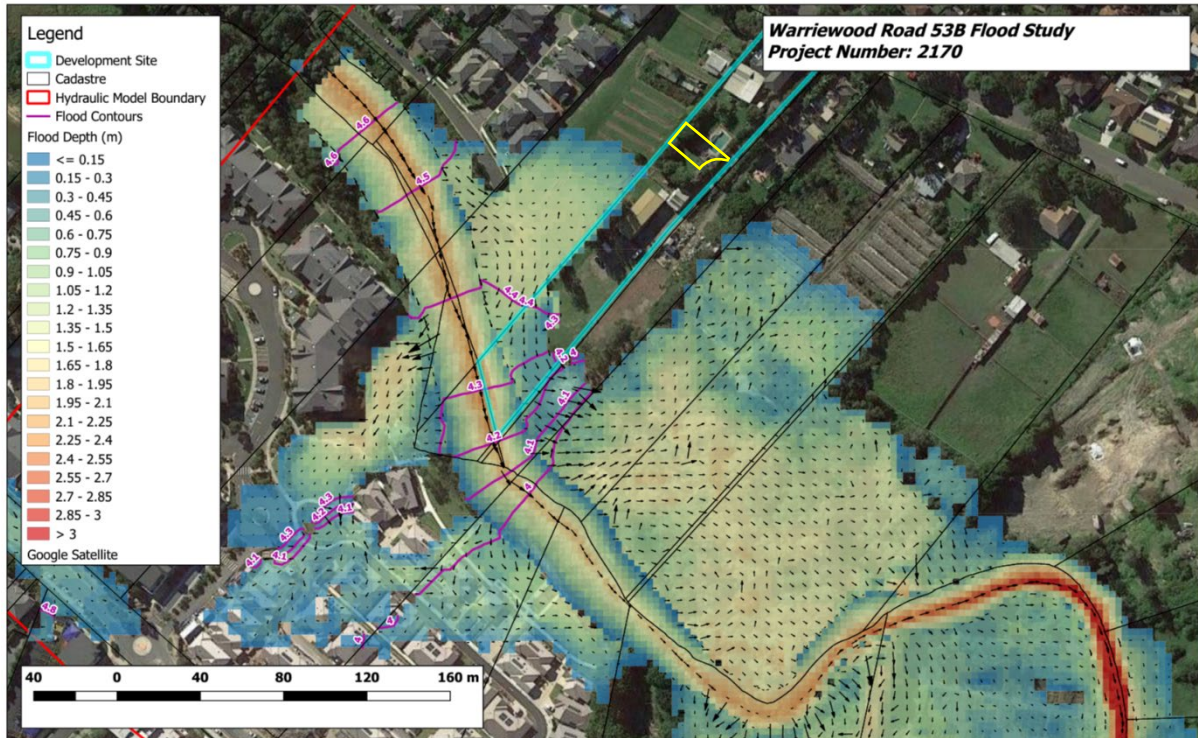 Warriewood Road 53B Flood Study
Project Number: 2170
Legend
Development Site
Cadastre
Hydraulic Model Boundary
Flood Contours
Flood Depth (m)
<= 0.15
0.15 - 0.3
0.3 - 0.45
0.45 - 0.6
0.6 - 0.75
0.75 - 0.9
0.9 - 1.05
1.05 - 1.2
1.2 - 1.35
1.35 - 1.5
1.5 - 1.65
1.65 - 1.8
1.8 - 1.95
1.95 - 2.1
2.1 - 2.25
2.25 - 2.4
2.4 - 2.55
2.55 - 2.7
2.7 - 2.85
2.85 - 3
> 3
Google Satellite
4.6
4.6
4.5
4.4 4.4
4.3
4.3
4.1
4.2
4.1
4
4.3
4.2
4.1
4.3
4.1
4
4
4.8
40 0 40 80 120 160 m